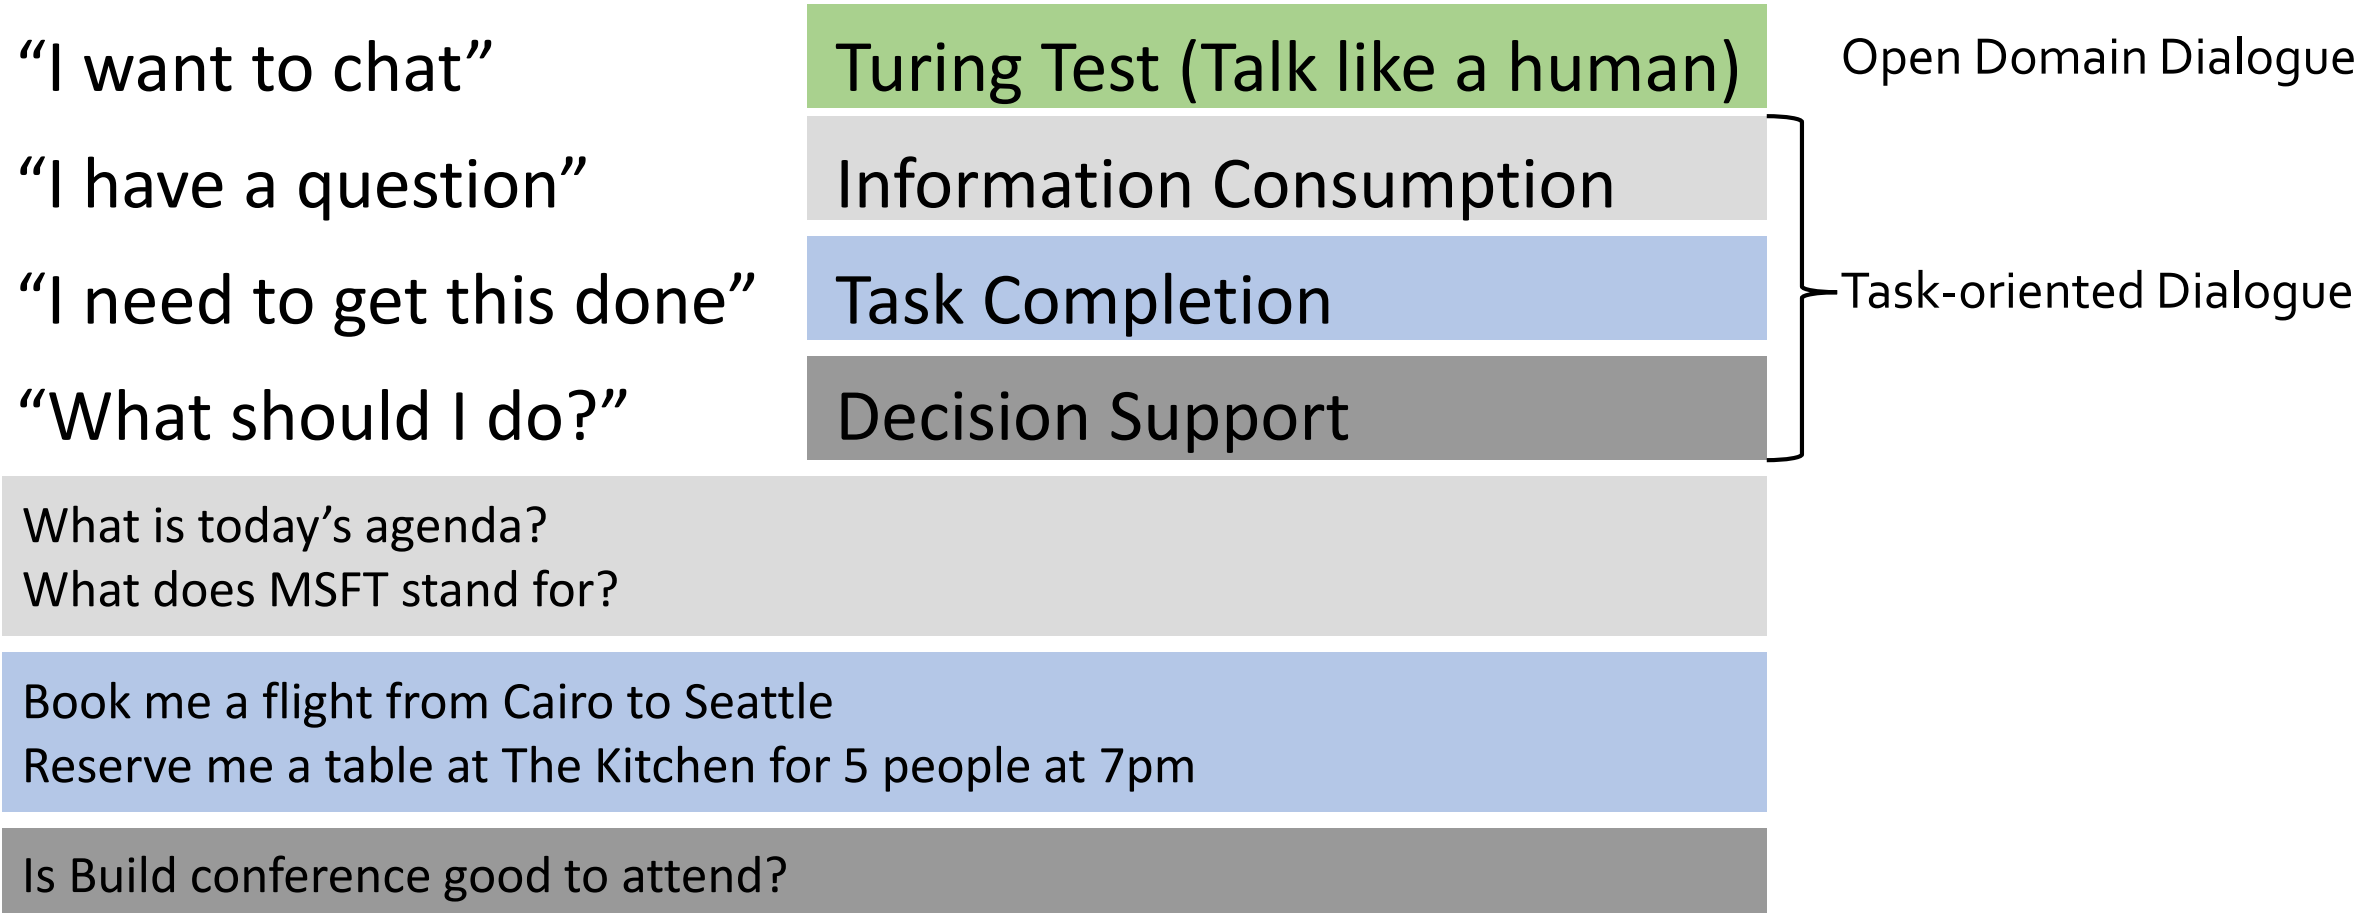 “I want to chat” Turing Test (Talk like a human) Open Domain Dialogue
“I have a question” Information Consumption
“I need to get this done” Task Completion Task-oriented Dialogue
“What should I do?” Decision Support
What is today’s agenda?
What does MSFT stand for?
Book me a flight from Cairo to Seattle
Reserve me a table at The Kitchen for 5 people at 7pm
Is Build conference good to attend?